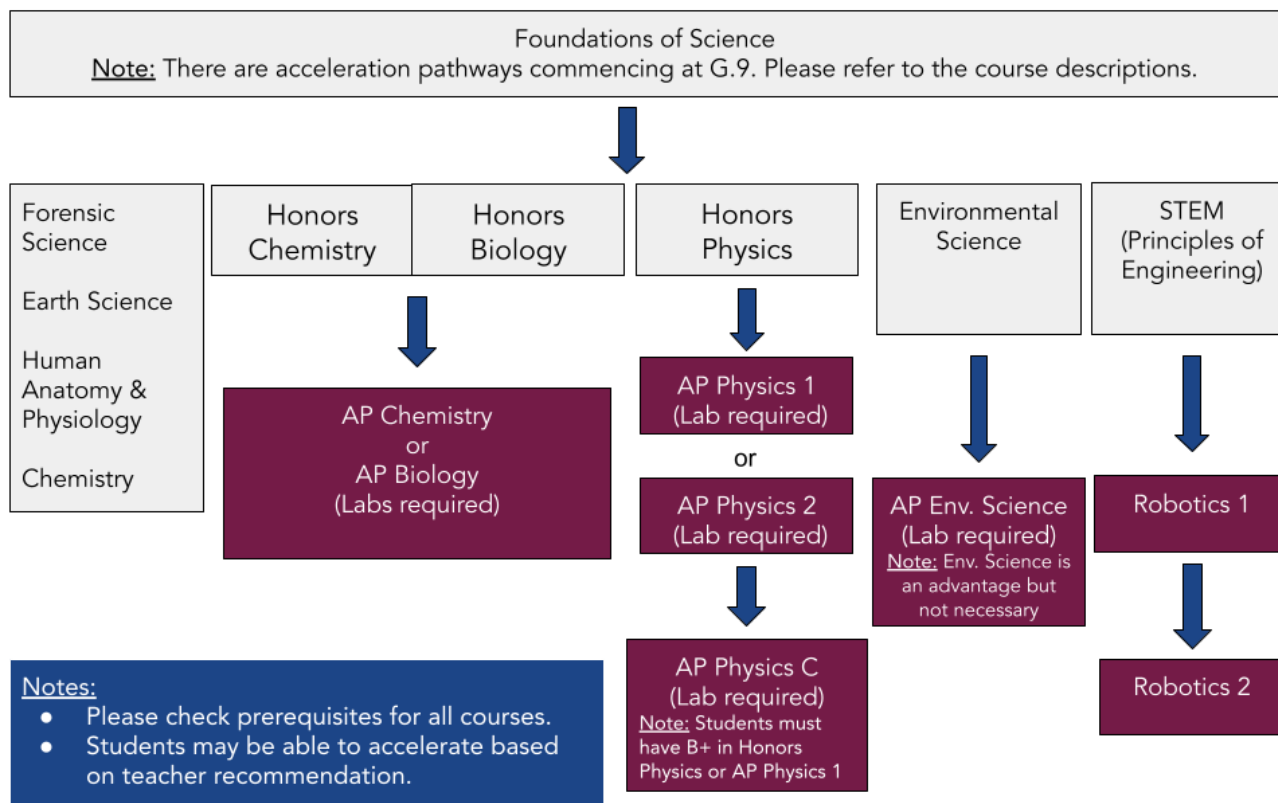 Foundations of Science
Note: There are acceleration pathways commencing at G.9. Please refer to the course descriptions.
Forensic
Science
Earth Science
Human
Anatomy &
Physiology
Chemistry
Honors
Chemistry
Honors
Biology
Honors
Physics
Environmental
Science
STEM
(Principles of
Engineering)
AP Chemistry
or
AP Biology
(Labs required)
AP Physics 1
(Lab required)
or
AP Physics 2
(Lab required)
AP Physics C
(Lab required)
Note: Students must
have B+ in Honors
Physics or AP Physics 1
AP Env. Science
(Lab required)
Note: Env. Science is
an advantage but
not necessary
Robotics 1
Robotics 2
Notes:
● Please check prerequisites for all courses.
● Students may be able to accelerate based
on teacher recommendation.